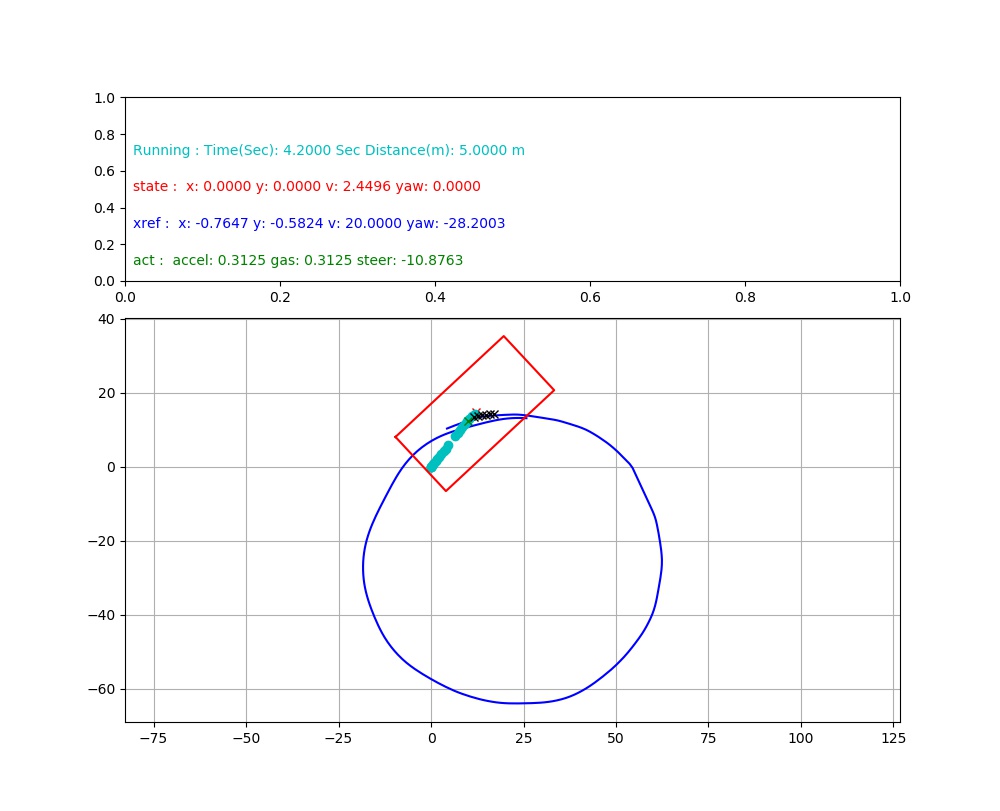 1.0
0.8
0.6
0.4
0.2
0.0
Running : Time(Sec): 4.2000 Sec Distance(m): 5.0000 m
state :  x: 0.0000 y: 0.0000 v: 2.4496 yaw: 0.0000
xref :  x: -0.7647 y: -0.5824 v: 20.0000 yaw: -28.2003
act :  accel: 0.3125 gas: 0.3125 steer: -10.8763
0.0 0.2 0.4 0.6 0.8 1.0
40
20
0
−20
−40
−60
−75 −50 −25 0 25 50 75 100 125